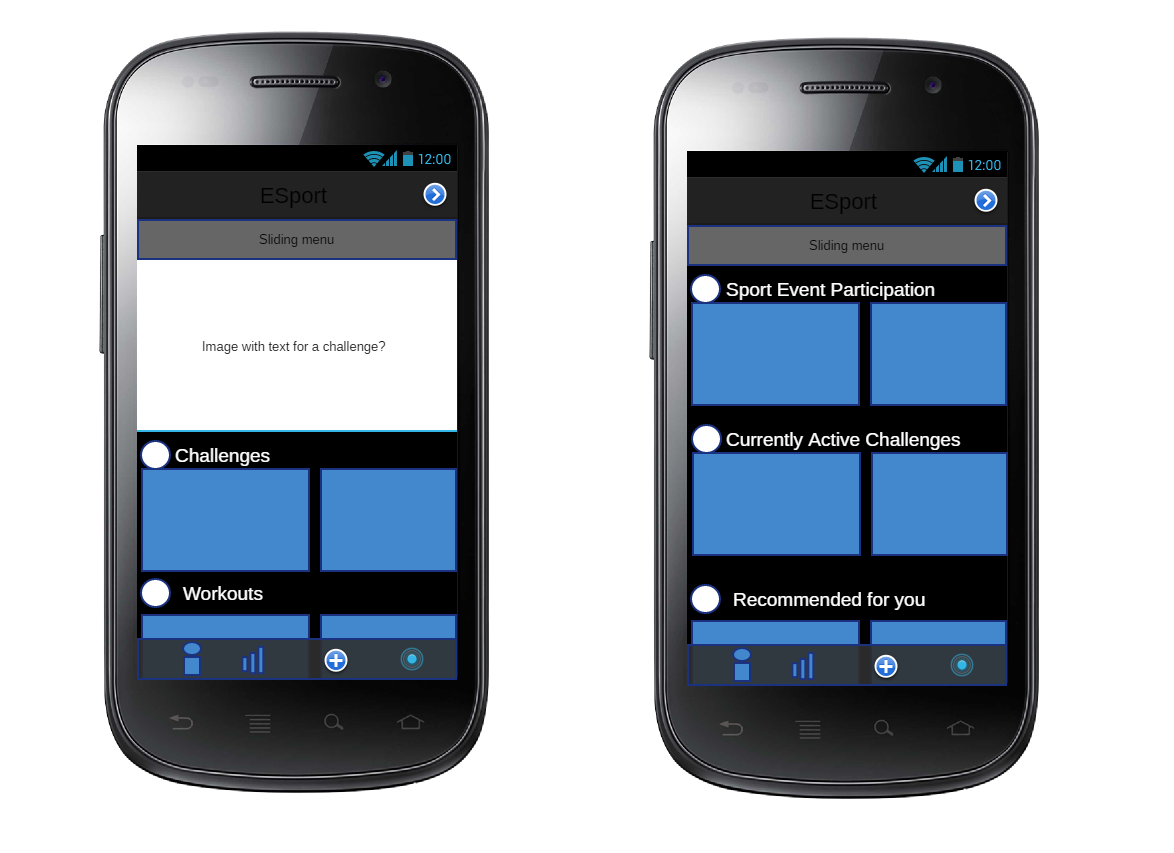 12:00
ESport
Sliding menu
Image with text for a challenge?
Challenges
Workouts
12:00
ESport
Sliding menu
Sport Event Participation
Currently Active Challenges
Recommended for you